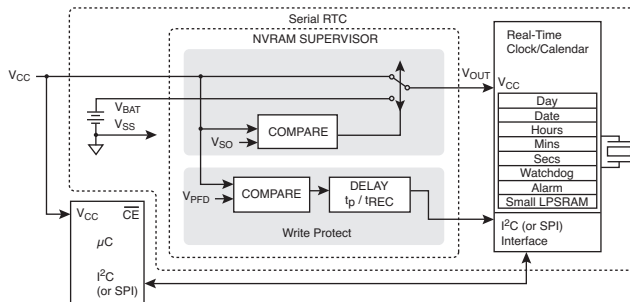 Serial RTC
NVRAM SUPERVISOR
Real-Time
Clock/Calendar
VCC
VOUT
VCC
VBAT
VSS
COMPARE
VSO
Day
Date
Hours
Mins
Secs
Watchdog
Alarm
Small LPSRAM
COMPARE
DELAY
tp / tREC
VPFD
Write Protect
I²C (or SPI)
Interface
VCC
CE
µC
I²C
(or SPI)